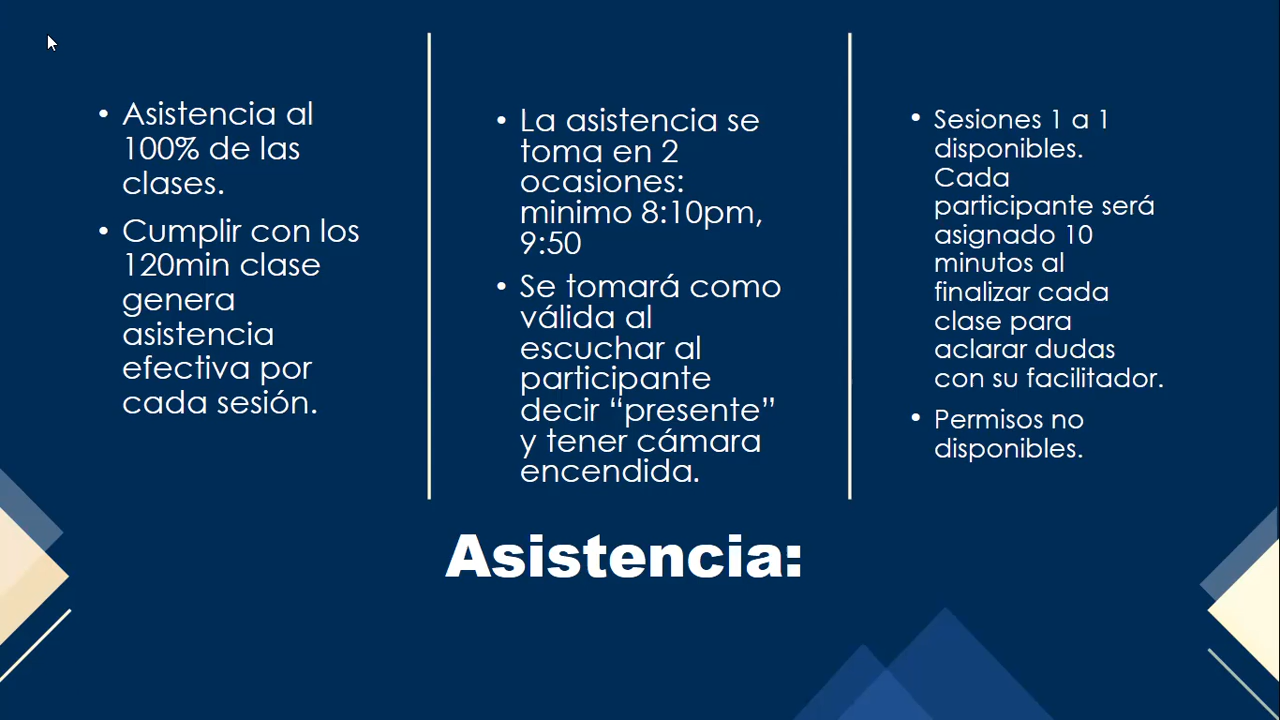 • Asistencia al
100% de las
clases.
• Cumplir con los
120min clase
genera
asistencia
efectiva por
cada sesión.
• La asistencia se
toma en 2
ocasiones:
minimo 8:10pm,
9:50
• Se tomará como
válida al
escuchar al
participante
decir “presente”
y tener cámara
encendida.
• Sesiones 1 a 1
disponibles.
Cada
participante será
asignado 10
minutos al
finalizar cada
clase para
aclarar dudas
con su facilitador.
• Permisos no
disponibles.
Asistencia: